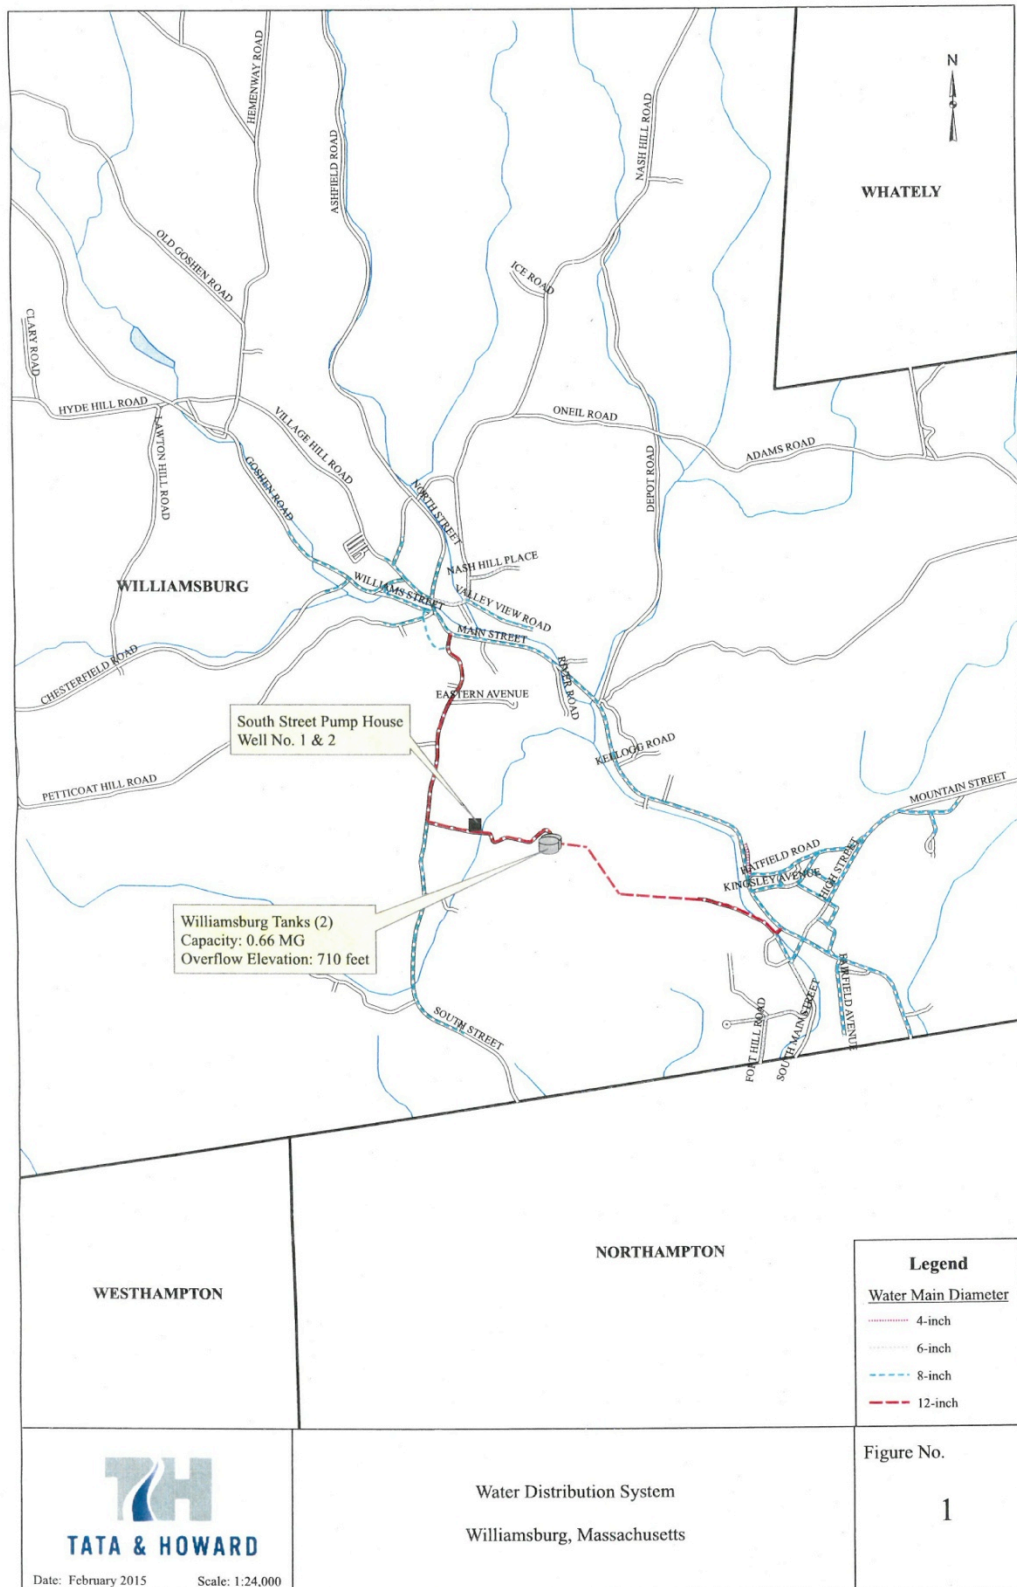 N
WHATELY
HEMENWAY ROAD
ASHFIELD ROAD
NASH HILL ROAD
OLD GOSHEN ROAD
ICE ROAD
CLARY ROAD
HYDE HILL ROAD
LAWTON HILL ROAD
VILLAGE HILL ROAD
GOSHEN ROAD
ONEIL ROAD
ADAMS ROAD
DEPOT ROAD
NORTH STREET
NASH HILL PLACE
WILLIAMSBURG
WILLIAMS STREET
VALLEY VIEW ROAD
MAIN STREET
CHESTERFIELD ROAD
RIVER ROAD
EASTERN AVENUE
South Street Pump House
Well No. 1 & 2
KELLOGG ROAD
PETTICOAT HILL ROAD
MOUNTAIN STREET
HATFIELD ROAD
KINGSLEY AVENUE
HIGH STREET
Williamsburg Tanks (2)
Capacity: 0.66 MG
Overflow Elevation: 710 feet
FAIRFIELD AVENUE
SOUTH STREET
FORT HILL ROAD
SOUTH MAIN STREET
NORTHAMPTON
WESTHAMPTON
Legend
Water Main Diameter
4-inch
6-inch
8-inch
12-inch
TH
TATA & HOWARD
Date: February 2015 Scale: 1:24,000
Water Distribution System
Williamsburg, Massachusetts
Figure No.
1